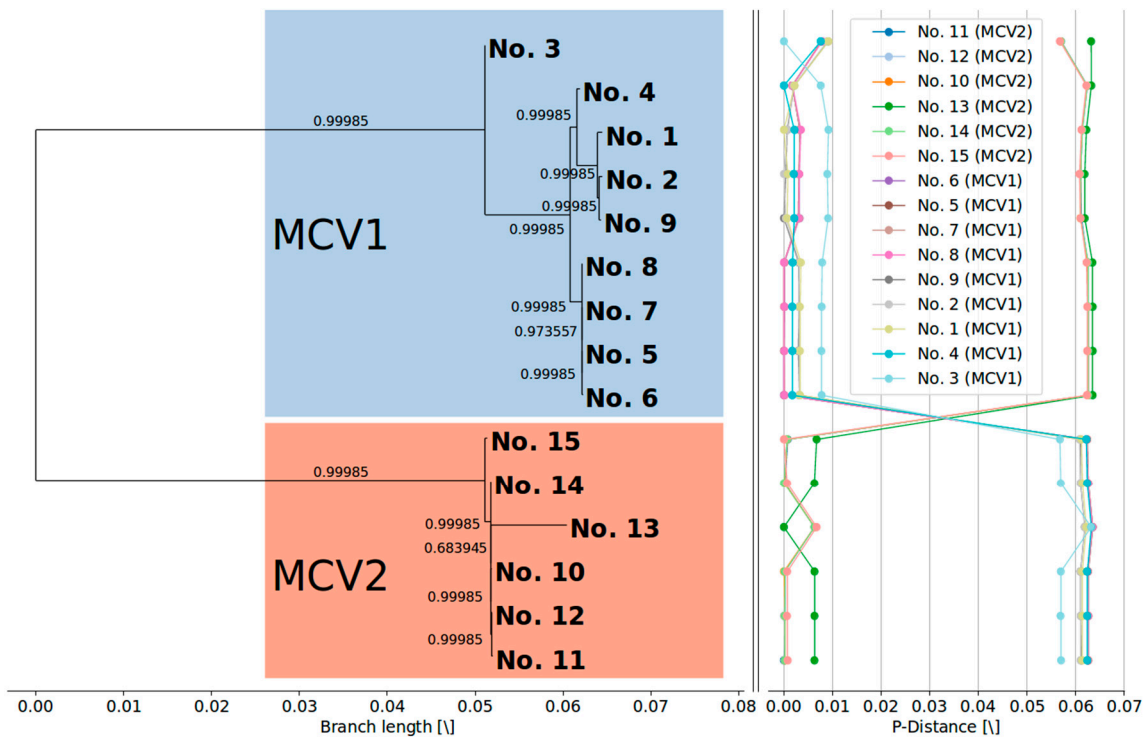 No. 3
No. 4
0.99985
0.99985
No. 1
0.99985
No. 2
0.99985
No. 9
0.99985
MCV1
No. 8
0.99985
No. 7
0.973557
No. 5
0.99985
No. 6
No. 15
0.99985
No. 14
0.99985
No. 13
0.683945
MCV2
No. 10
0.99985
No. 12
0.99985
No. 11
0.00 0.01 0.02 0.03 0.04 0.05 0.06 0.07 0.08
Branch length [\]
No. 11 (MCV2)
No. 12 (MCV2)
No. 10 (MCV2)
No. 13 (MCV2)
No. 14 (MCV2)
No. 15 (MCV2)
No. 6 (MCV1)
No. 5 (MCV1)
No. 7 (MCV1)
No. 8 (MCV1)
No. 9 (MCV1)
No. 2 (MCV1)
No. 1 (MCV1)
No. 4 (MCV1)
No. 3 (MCV1)
0.00 0.01 0.02 0.03 0.04 0.05 0.06 0.07
P-Distance [\]